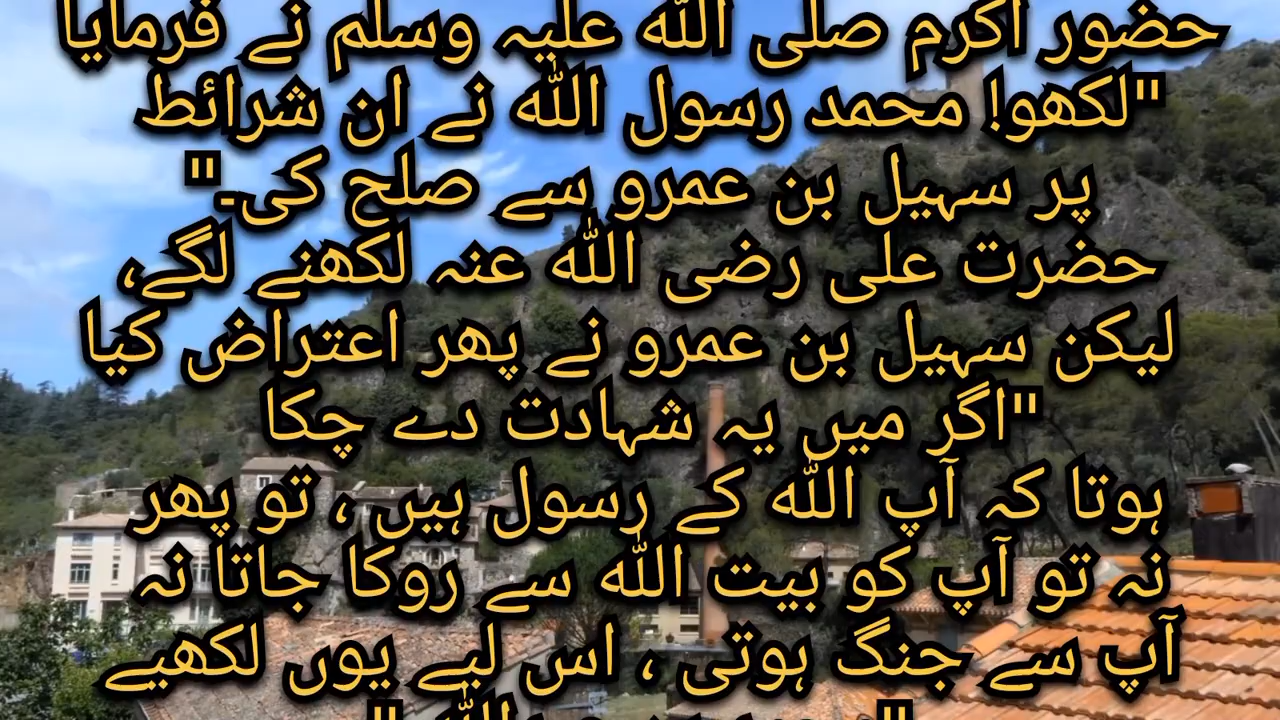 حضور اکرم صلی اللہ علیہ وسلم نے فرمایا
"لکھو! محمد رسول اللہ نے ان شرائط
پر سہیل بن عمرو سے صلح کی۔"
حضرت علی رضی اللہ عنہ لکھنے لگے،
لیکن سہیل بن عمرو نے پھر اعتراض کیا
"اگر میں یہ شہادت دے چکا
ہوتا کہ آپ اللہ کے رسول ہیں ، تو پھر
نہ تو آپ کو بیت اللہ سے روکا جاتا نہ
آپ سے جنگ ہوتی ، اس لیے یوں لکھیے